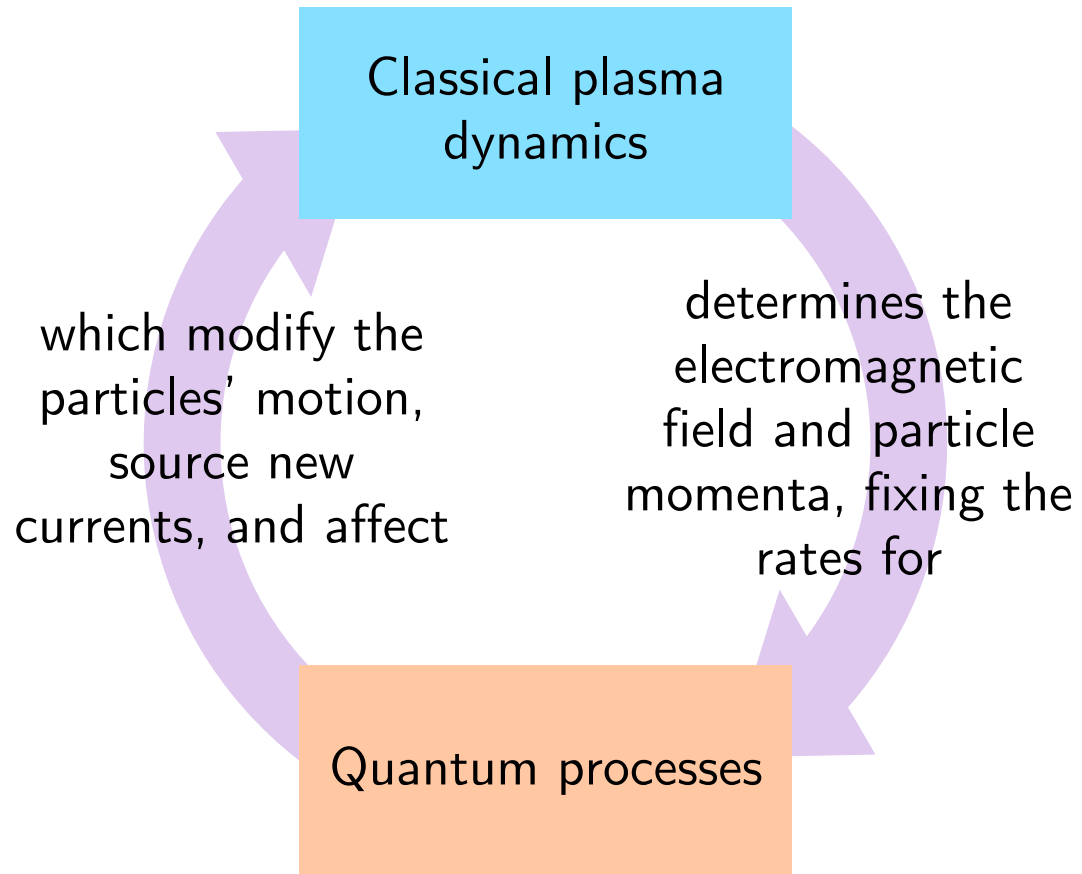 Classical plasma
dynamics
determines the
electromagnetic
field and particle
momenta, fixing the
rates for
Quantum processes
which modify the
particles’ motion,
source new
currents, and affect